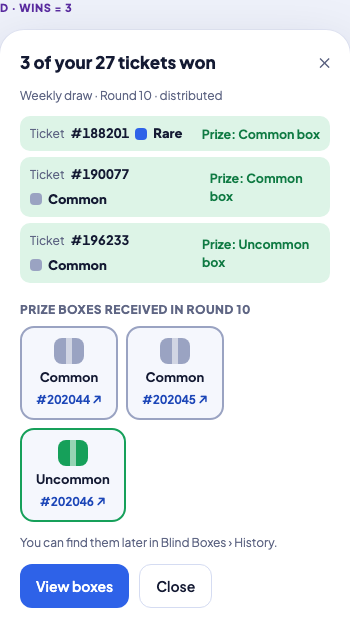 D · WINS = 3
3 of your 27 tickets won
Weekly draw · Round 10 · distributed
Ticket #188201 Rare Prize: Common box
Ticket #190077
Common
Prize: Common
box
Ticket #196233
Common
Prize: Uncommon
box
PRIZE BOXES RECEIVED IN ROUND 10
Common
#202044 ↗
Common
#202045 ↗
Uncommon
#202046 ↗
You can find them later in Blind Boxes › History.
View boxes
Close